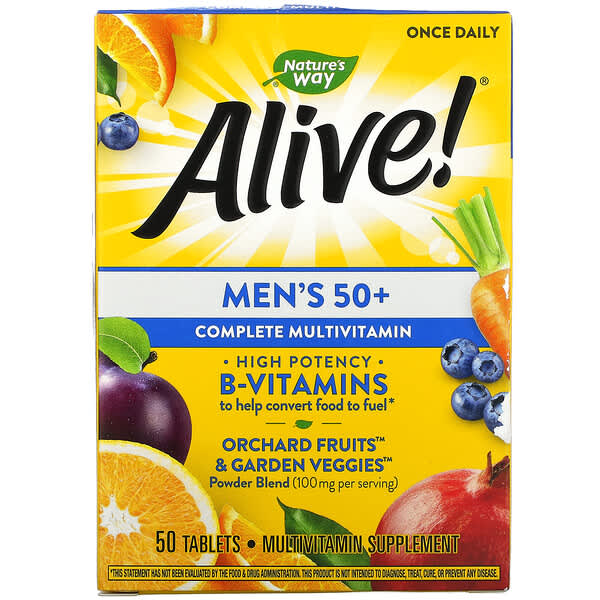 ONCE DAILY
Nature's
Way
Alive!®
MEN'S 50+
COMPLETE MULTIVITAMIN
• HIGH POTENCY •
B-VITAMINS
to help convert food to fuel*
ORCHARD FRUITS™
& GARDEN VEGGIES™
Powder Blend (100 mg per serving)
50 TABLETS • MULTIVITAMIN SUPPLEMENT
*THIS STATEMENT HAS NOT BEEN EVALUATED BY THE FOOD & DRUG ADMINISTRATION. THIS PRODUCT IS NOT INTENDED TO DIAGNOSE, TREAT, CURE, OR PREVENT ANY DISEASE.